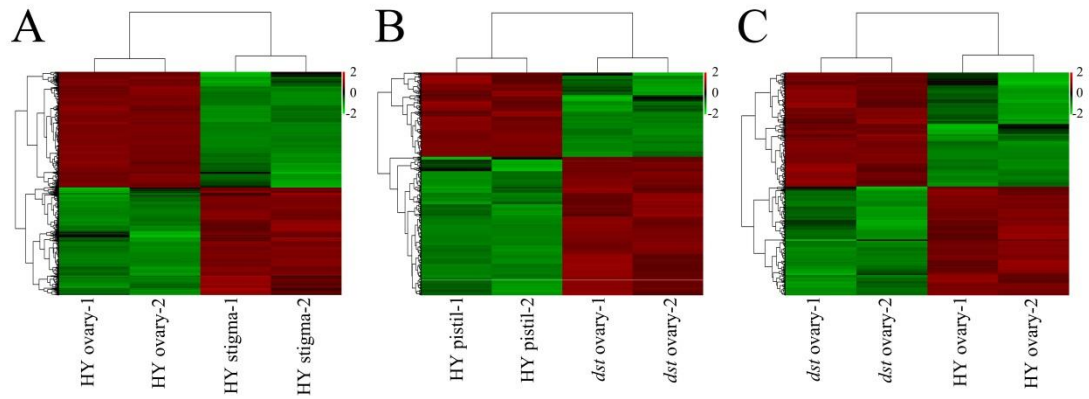 A
2
0
-2
HY ovary-1
HY ovary-2
HY stigma-1
HY stigma-2
B
2
0
-2
HY pistil-1
HY pistil-2
dst ovary-1
dst ovary-2
C
2
0
-2
dst ovary-1
dst ovary-2
HY ovary-1
HY ovary-2